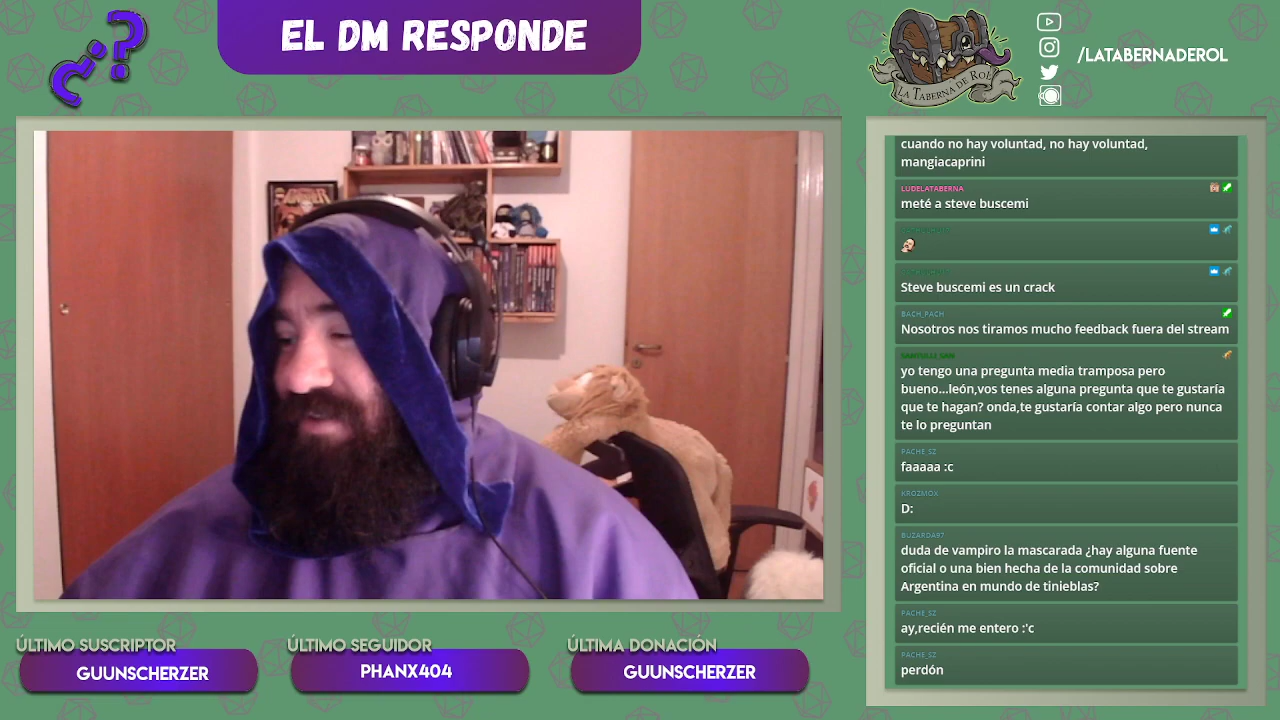 EL DM RESPONDE
LA TABERNA DE ROL
/LATABERNADEROL
cuando no hay voluntad, no hay voluntad,
mangiacaprini
LUDELATABERNA
meté a steve buscemi
Steve buscemi es un crack
BACH_PACH
Nosotros nos tiramos mucho feedback fuera del stream
SANTULLI_SAN
yo tengo una pregunta media tramposa pero
bueno...león,vos tenes alguna pregunta que te gustaría
que te hagan? onda,te gustaría contar algo pero nunca
te lo preguntan
PACHE_SZ
faaaaa :c
KROZMOX
D:
BUZARDA97
duda de vampiro la mascarada ¿hay alguna fuente
oficial o una bien hecha de la comunidad sobre
Argentina en mundo de tinieblas?
PACHE_SZ
ay,recién me entero :'c
PACHE_SZ
perdón
ÚLTIMO SUSCRIPTOR
GUUNSCHERZER
ÚLTIMO SEGUIDOR
PHANX404
ÚLTIMA DONACIÓN
GUUNSCHERZER